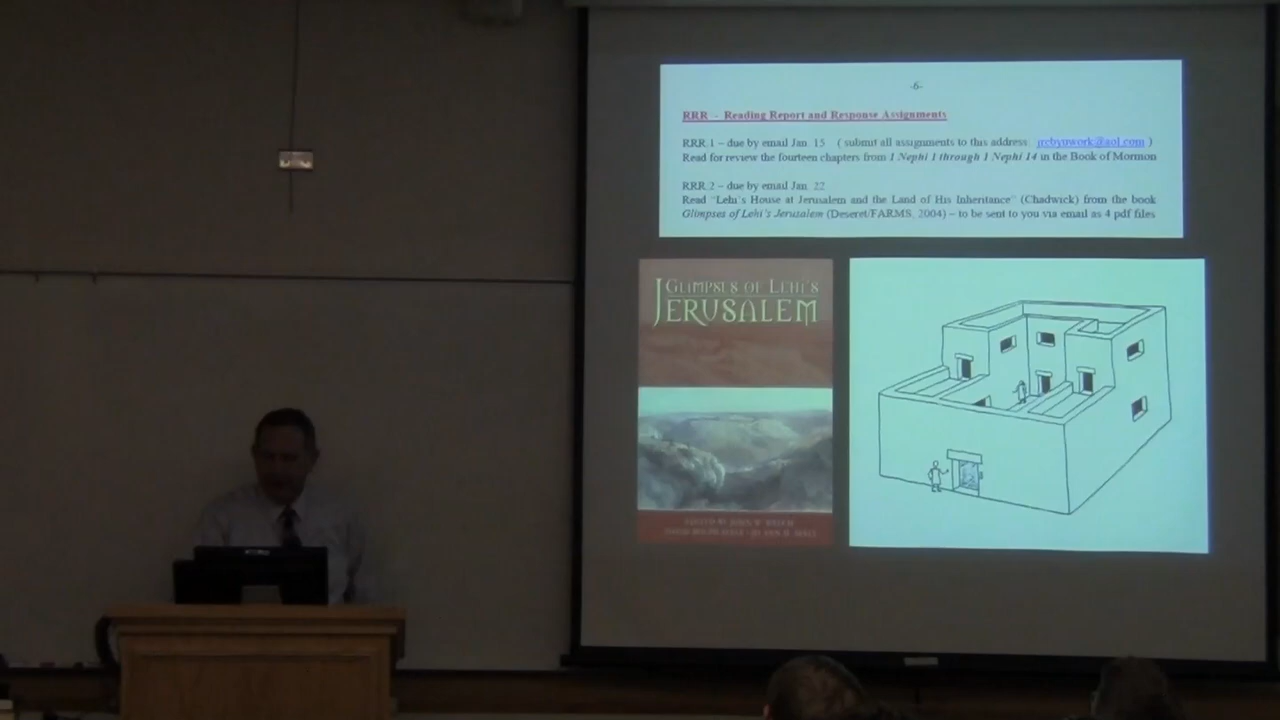 -6-
RRR - Reading Report and Response Assignments
RRR 1 – due by email Jan. 15 ( submit all assignments to this address: jrcbyuwork@aol.com )
Read for review the fourteen chapters from 1 Nephi 1 through 1 Nephi 14 in the Book of Mormon
RRR 2 – due by email Jan. 22
Read "Lehi's House at Jerusalem and the Land of His Inheritance" (Chadwick) from the book
Glimpses of Lehi's Jerusalem (Deseret/FARMS, 2004) – to be sent to you via email as 4 pdf files
GLIMPSES OF LEHI'S
JERUSALEM
EDITED BY JOHN W. WELCH